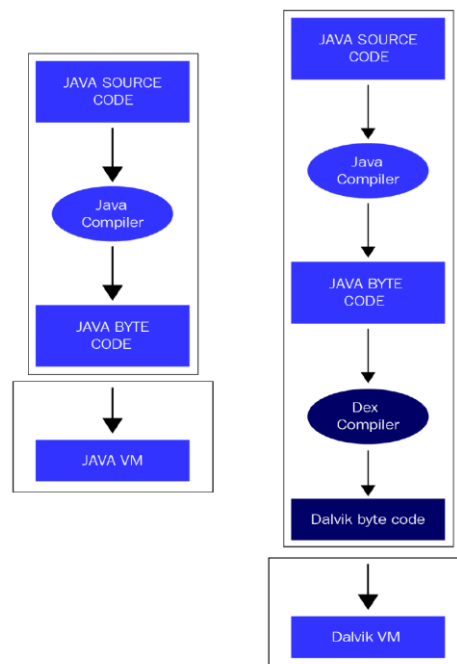 JAVA SOURCE
CODE
Java
Compiler
JAVA BYTE
CODE
JAVA VM
JAVA SOURCE
CODE
Java
Compiler
JAVA BYTE
CODE
Dex
Compiler
Dalvik byte code
Dalvik VM